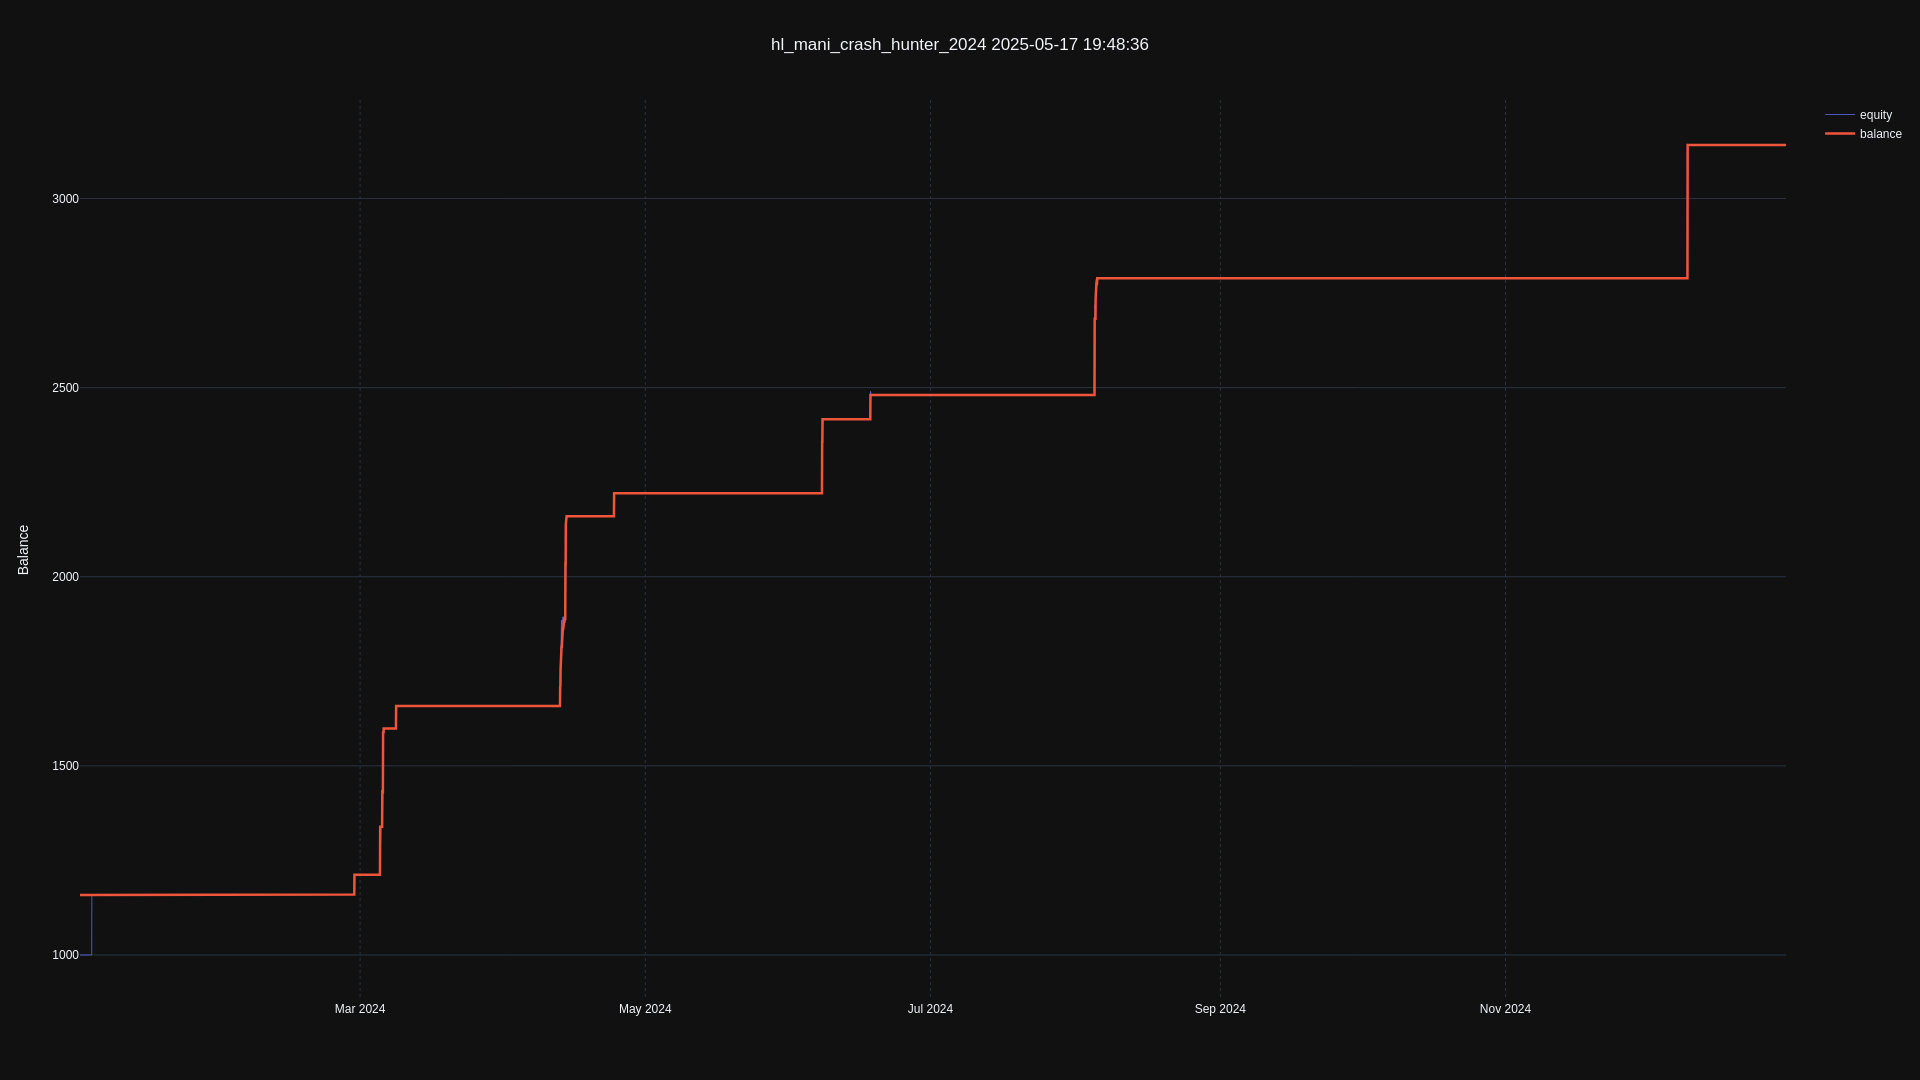 hl_mani_crash_hunter_2024 2025-05-17 19:48:36
equity
balance
3000
2500
2000
1500
1000
Balance
Mar 2024
May 2024
Jul 2024
Sep 2024
Nov 2024